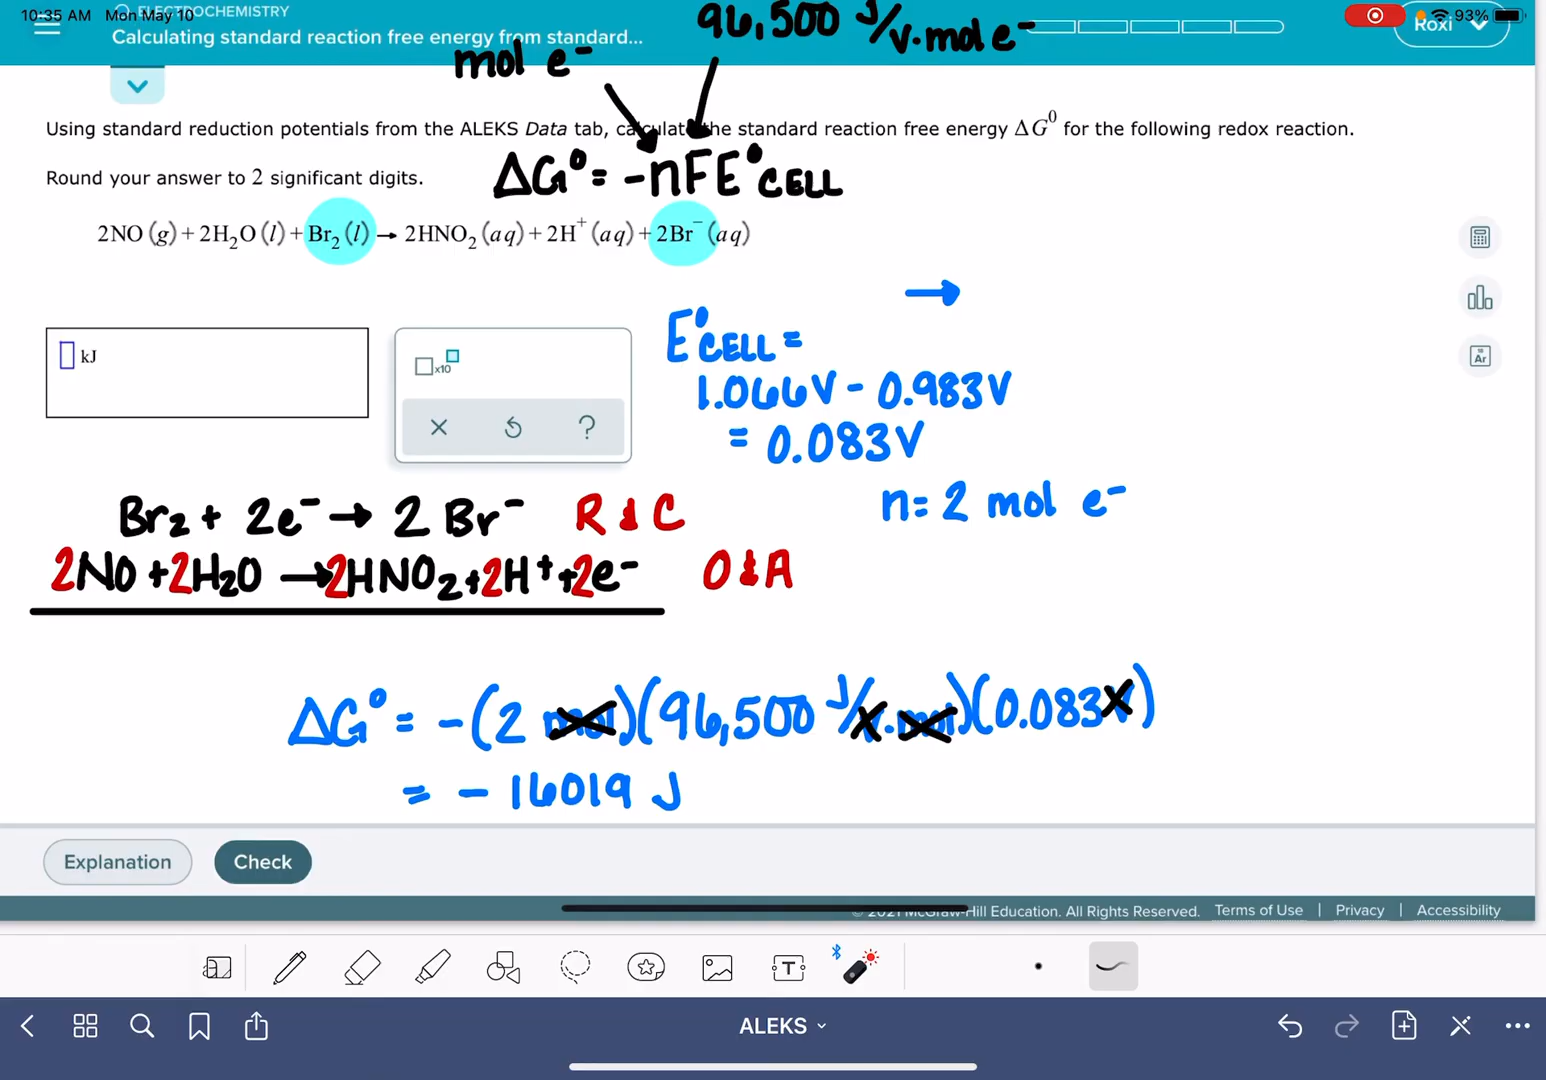 10:35 AM Mon May 10
ELECTROCHEMISTRY
93%
Calculating standard reaction free energy from standard...
Roxi
96,500 J/V·mol e⁻
mol e⁻
Using standard reduction potentials from the ALEKS Data tab, calculate the standard reaction free energy ΔG⁰ for the following redox reaction.
Round your answer to 2 significant digits.
ΔG° = -nFE°CELL
2NO (g) + 2H₂O (l) + Br₂ (l) → 2HNO₂ (aq) + 2H⁺ (aq) + 2Br⁻ (aq)
→
E°CELL =
kJ
x10
1.066V - 0.983V
= 0.083V
Ar
?
n = 2 mol e⁻
Br₂ + 2e⁻ → 2 Br⁻ R & C
2NO + 2H₂O → 2HNO₂ + 2H⁺ + 2e⁻ O & A
ΔG° = -(2 mol)(96,500 J/V·mol)(0.083V)
= - 16019 J
Explanation
Check
© 2021 McGraw-Hill Education. All Rights Reserved. Terms of Use | Privacy | Accessibility
T
ALEKS